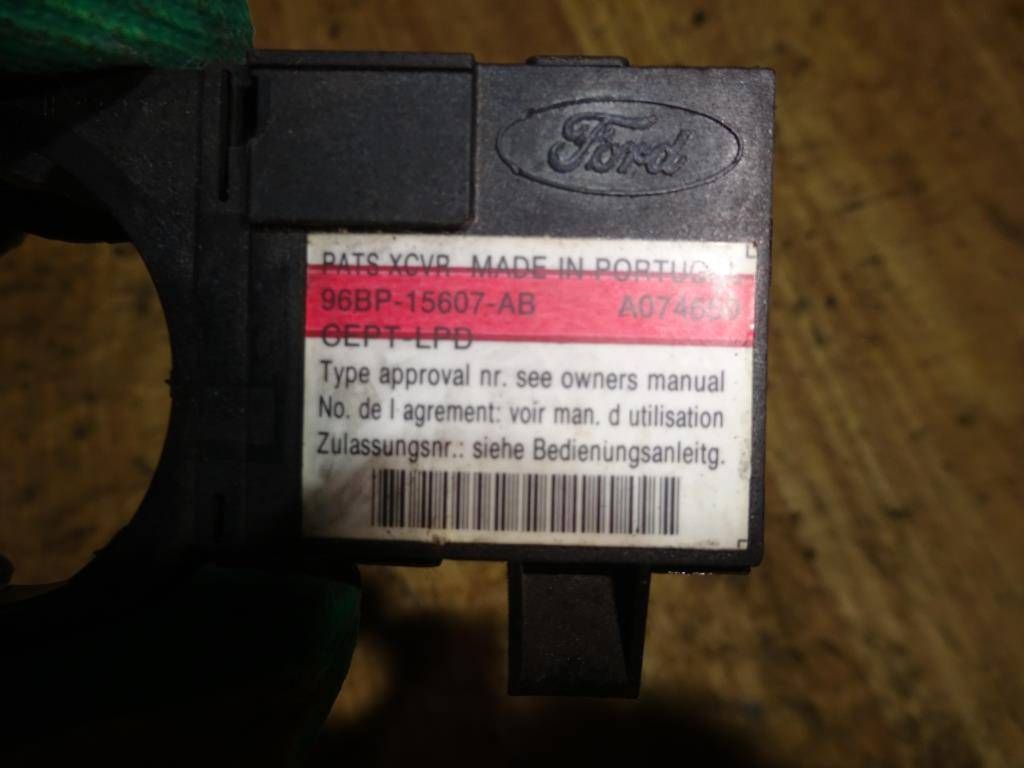 Ford
PATS XCVR MADE IN
96BP-15607-AB
CEPT-LPD
Type approval nr. see owners manual
No. de l agrement: voir man. d utilisation
Zulassungsnr.: siehe Bedienungsanleitg.